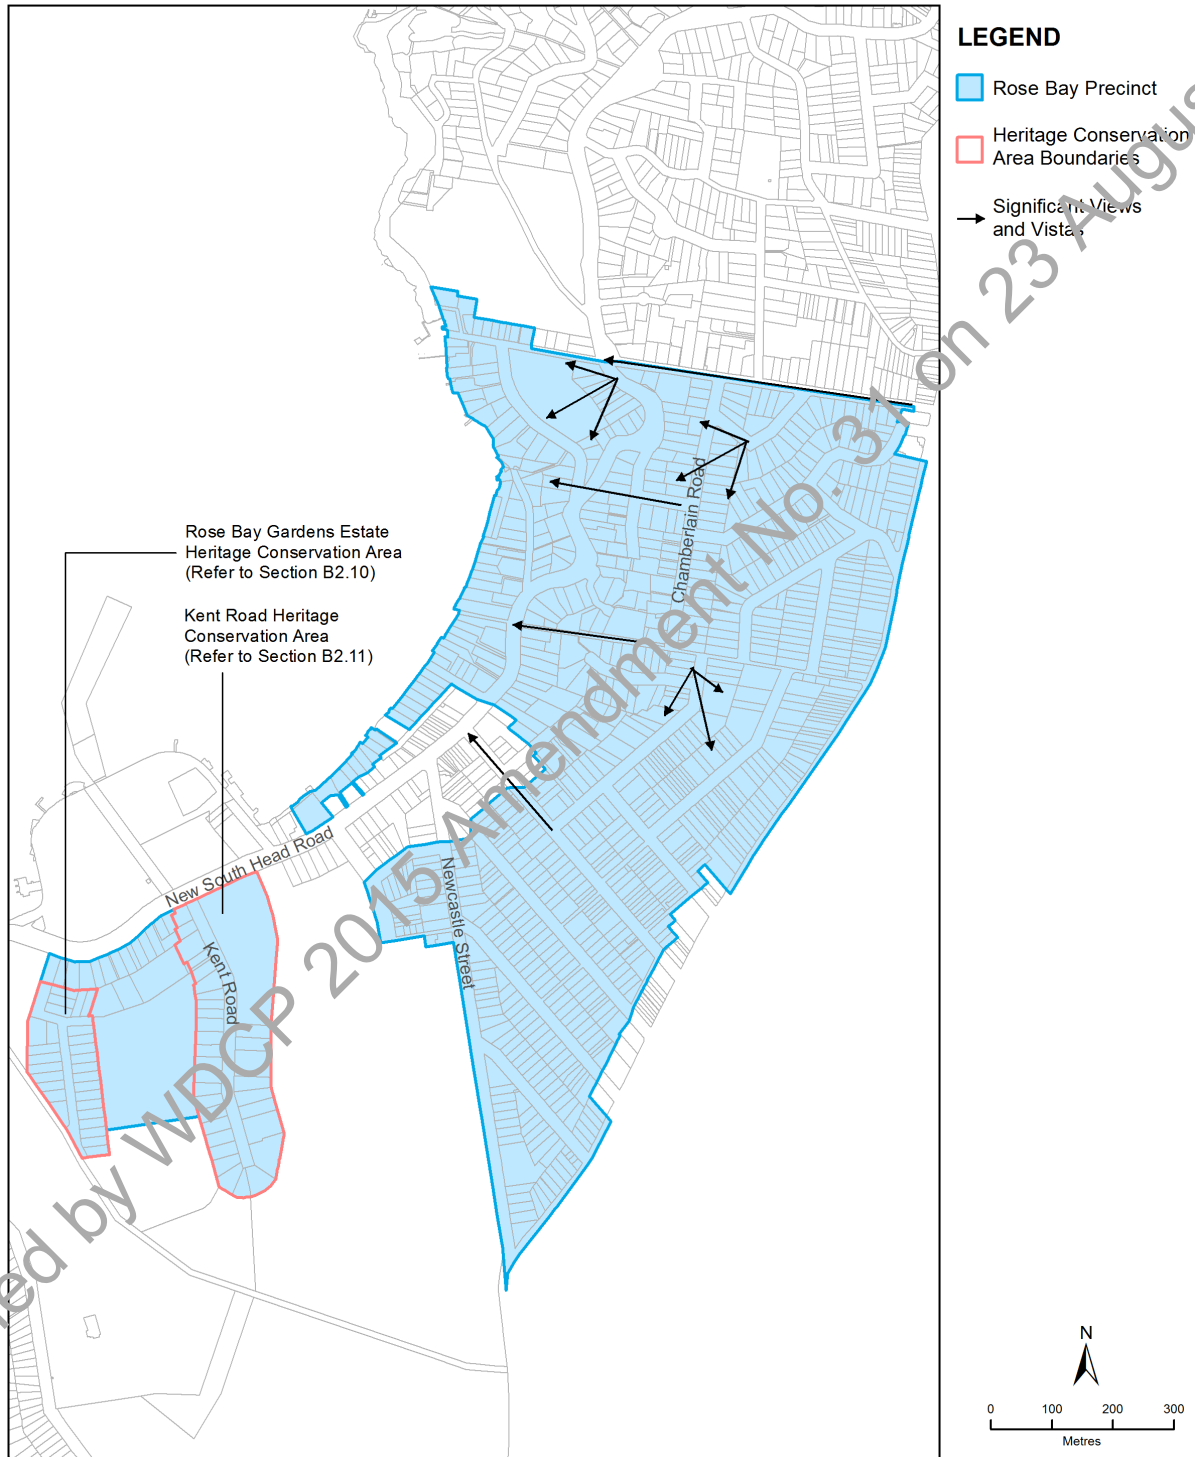 LEGEND
Rose Bay Precinct
Heritage Conservation
Area Boundaries
Significant Views
and Vistas
Rose Bay Gardens Estate
Heritage Conservation Area
(Refer to Section B2.10)
Kent Road Heritage
Conservation Area
(Refer to Section B2.11)
Chamberlain Road
New South Head Road
Newcastle Street
Kent Road
by WDCP 2015 Amendment No. 31 on 23
N
0 100 200 300
Metres